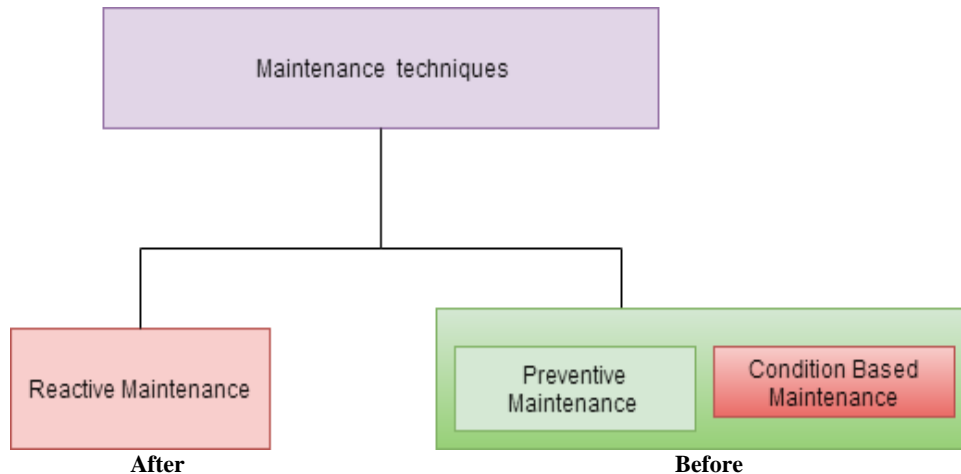 Maintenance techniques
Reactive Maintenance
Preventive
Maintenance
Condition Based
Maintenance
After
Before